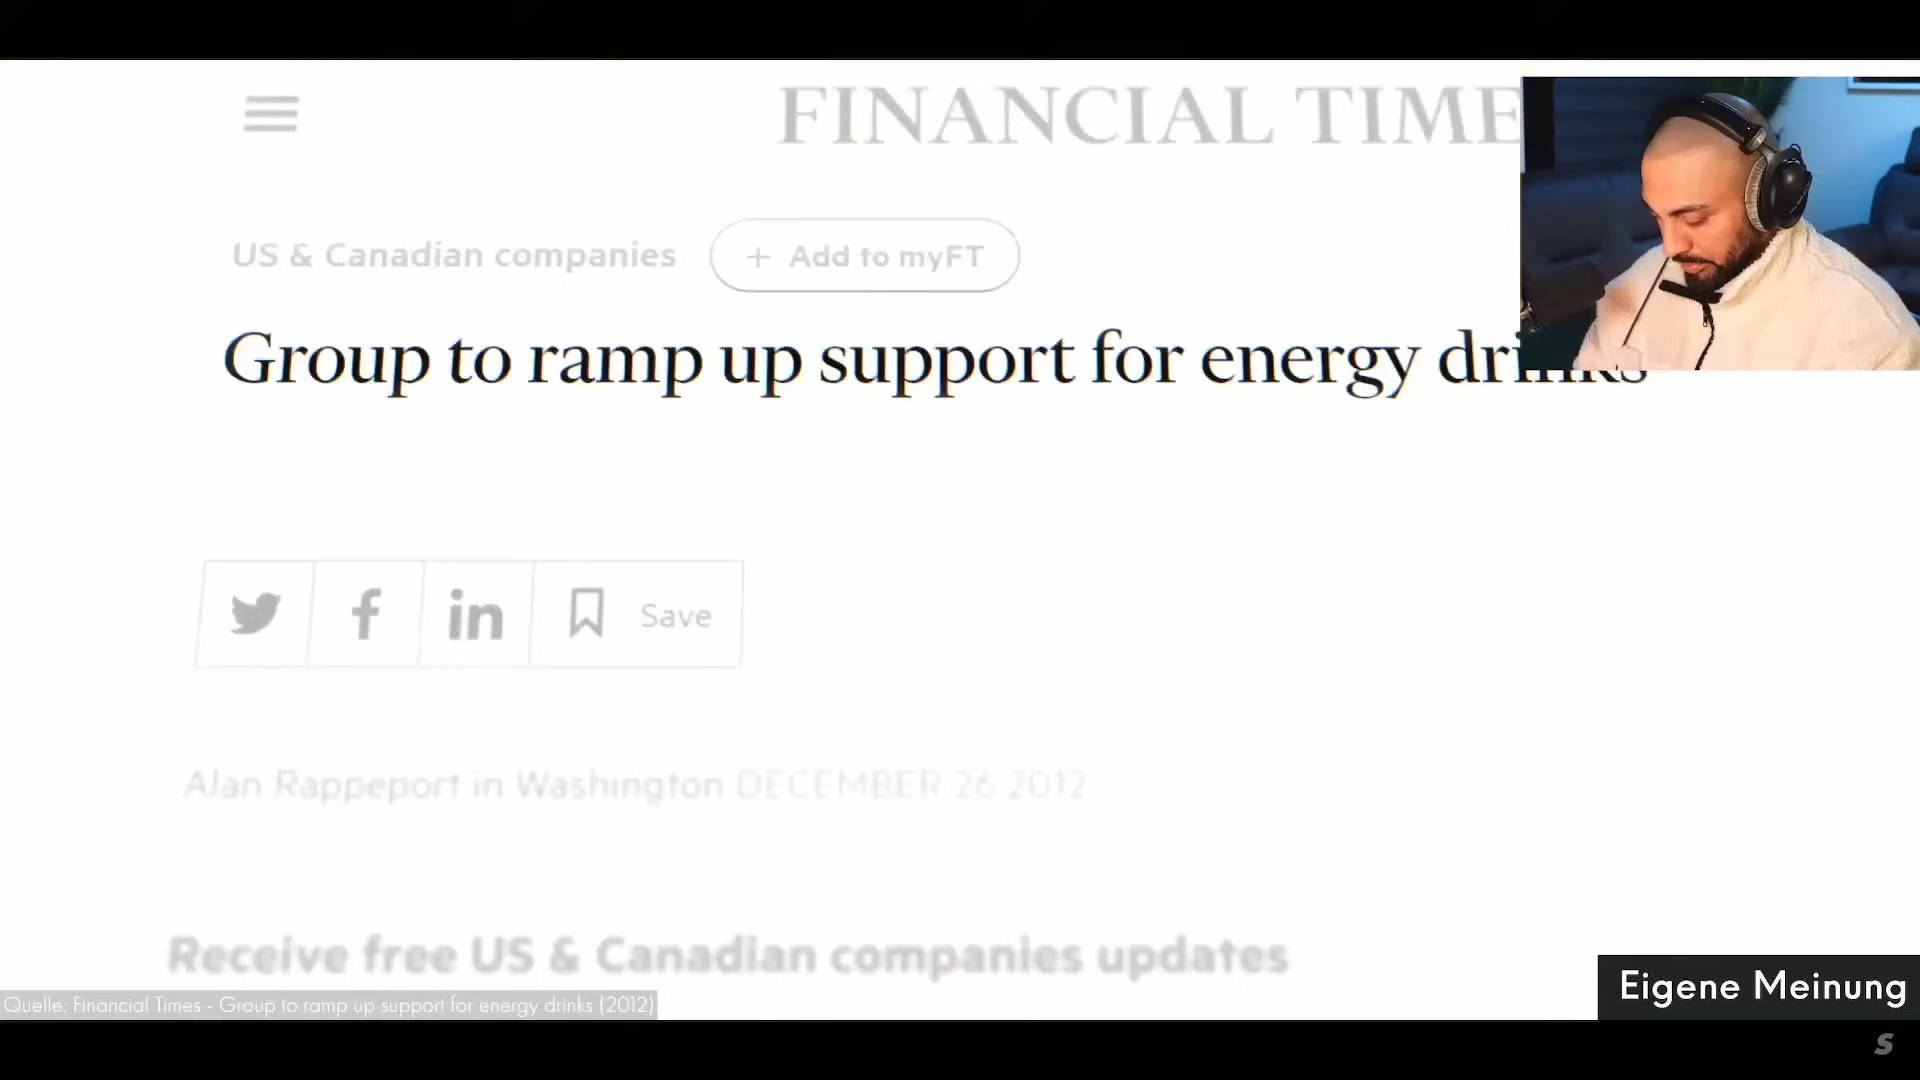 FINANCIAL TIME
US & Canadian companies + Add to myFT
Group to ramp up support for energy drinks
Save
Alan Rappeport in Washington DECEMBER 26 2012
Receive free US & Canadian companies updates
Quelle: Financial Times - Group to ramp up support for energy drinks (2012)
Eigene Meinung
S